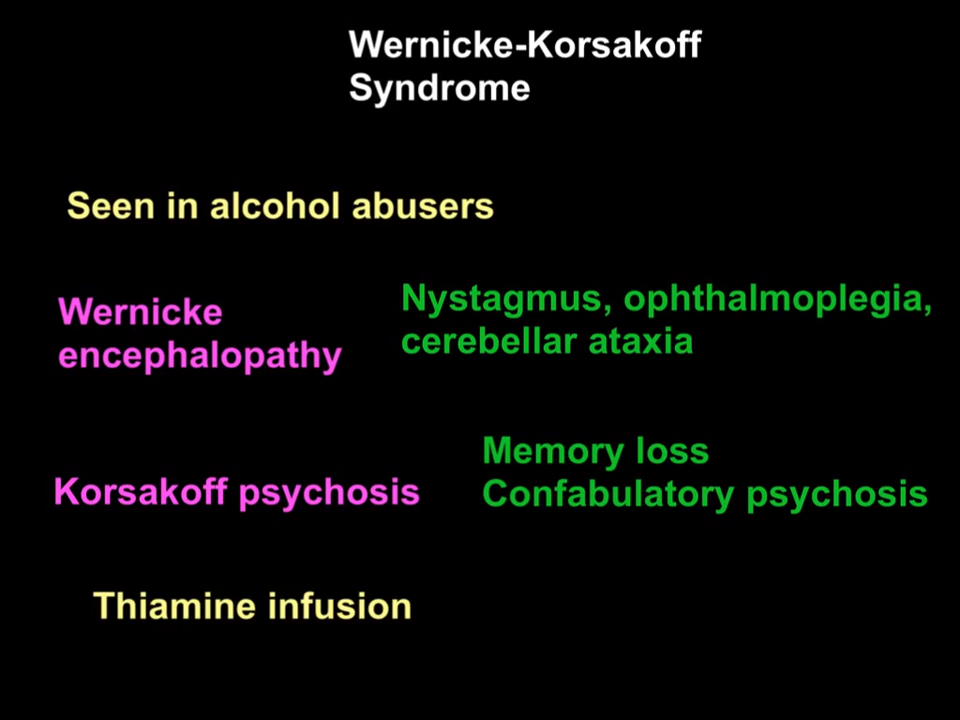 Wernicke-Korsakoff
Syndrome
Seen in alcohol abusers
Wernicke
encephalopathy
Nystagmus, ophthalmoplegia,
cerebellar ataxia
Korsakoff psychosis
Memory loss
Confabulatory psychosis
Thiamine infusion